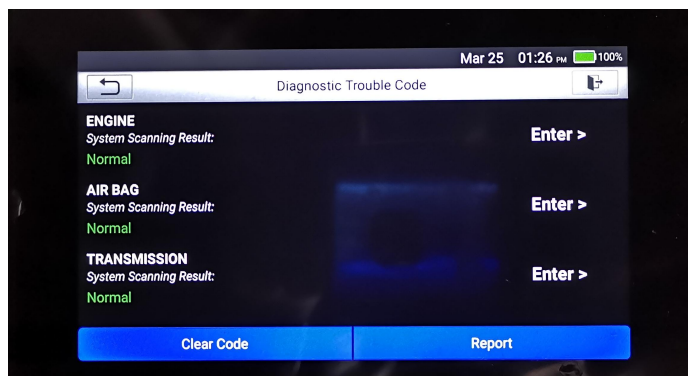 Mar 25 01:26 PM 100%
Diagnostic Trouble Code
ENGINE
System Scanning Result:
Enter >
Normal
AIR BAG
System Scanning Result:
Enter >
Normal
TRANSMISSION
System Scanning Result:
Enter >
Normal
Clear Code Report